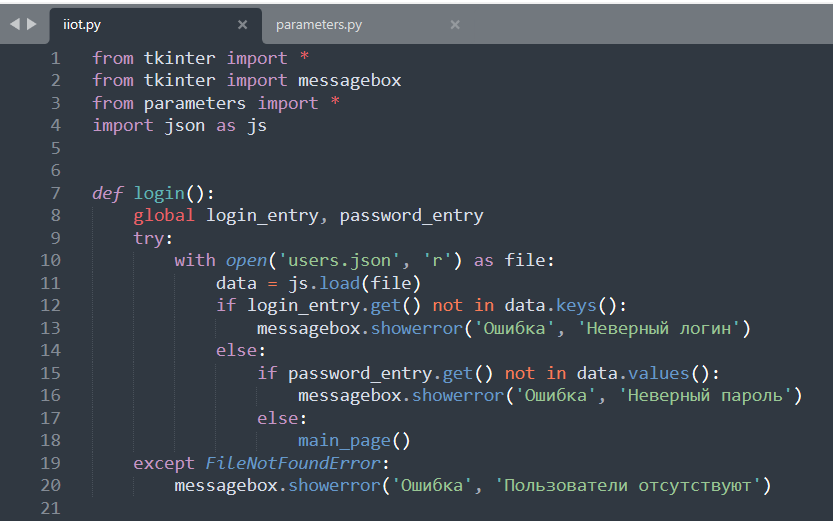 iiot.py
parameters.py
1 from tkinter import *
2 from tkinter import messagebox
3 from parameters import *
4 import json as js
5
6
7 def login():
8     global login_entry, password_entry
9     try:
10         with open('users.json', 'r') as file:
11             data = js.load(file)
12             if login_entry.get() not in data.keys():
13                 messagebox.showerror('Ошибка', 'Неверный логин')
14             else:
15                 if password_entry.get() not in data.values():
16                     messagebox.showerror('Ошибка', 'Неверный пароль')
17                 else:
18                     main_page()
19     except FileNotFoundError:
20         messagebox.showerror('Ошибка', 'Пользователи отсутствуют')
21